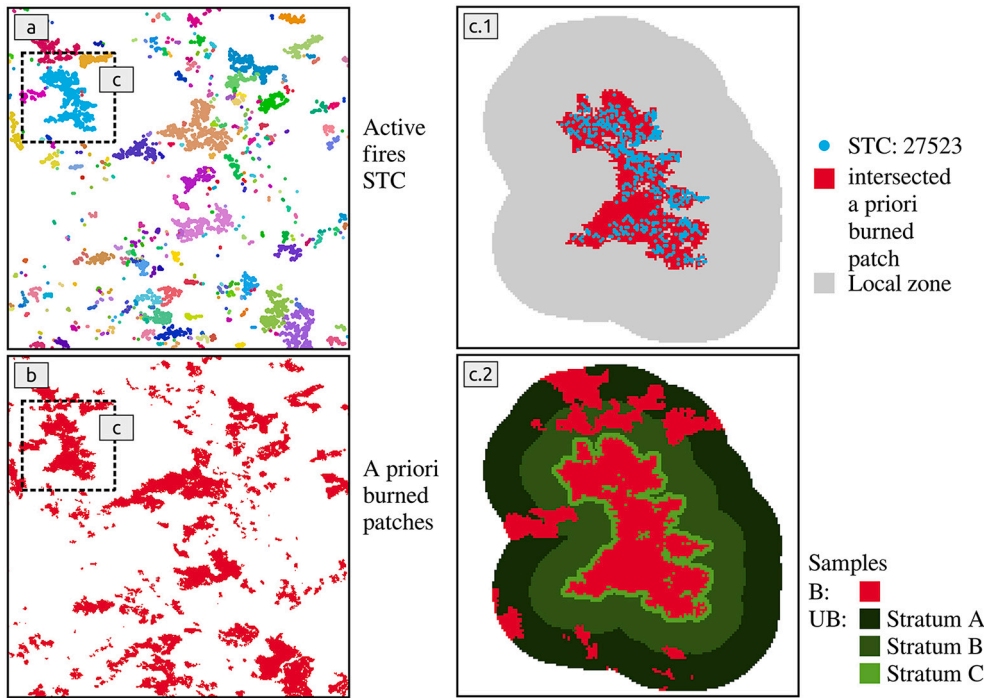 a
c
Active
fires
STC
c.1
STC: 27523
intersected
a priori
burned
patch
Local zone
b
c
A priori
burned
patches
c.2
Samples
B:
UB: Stratum A
Stratum B
Stratum C